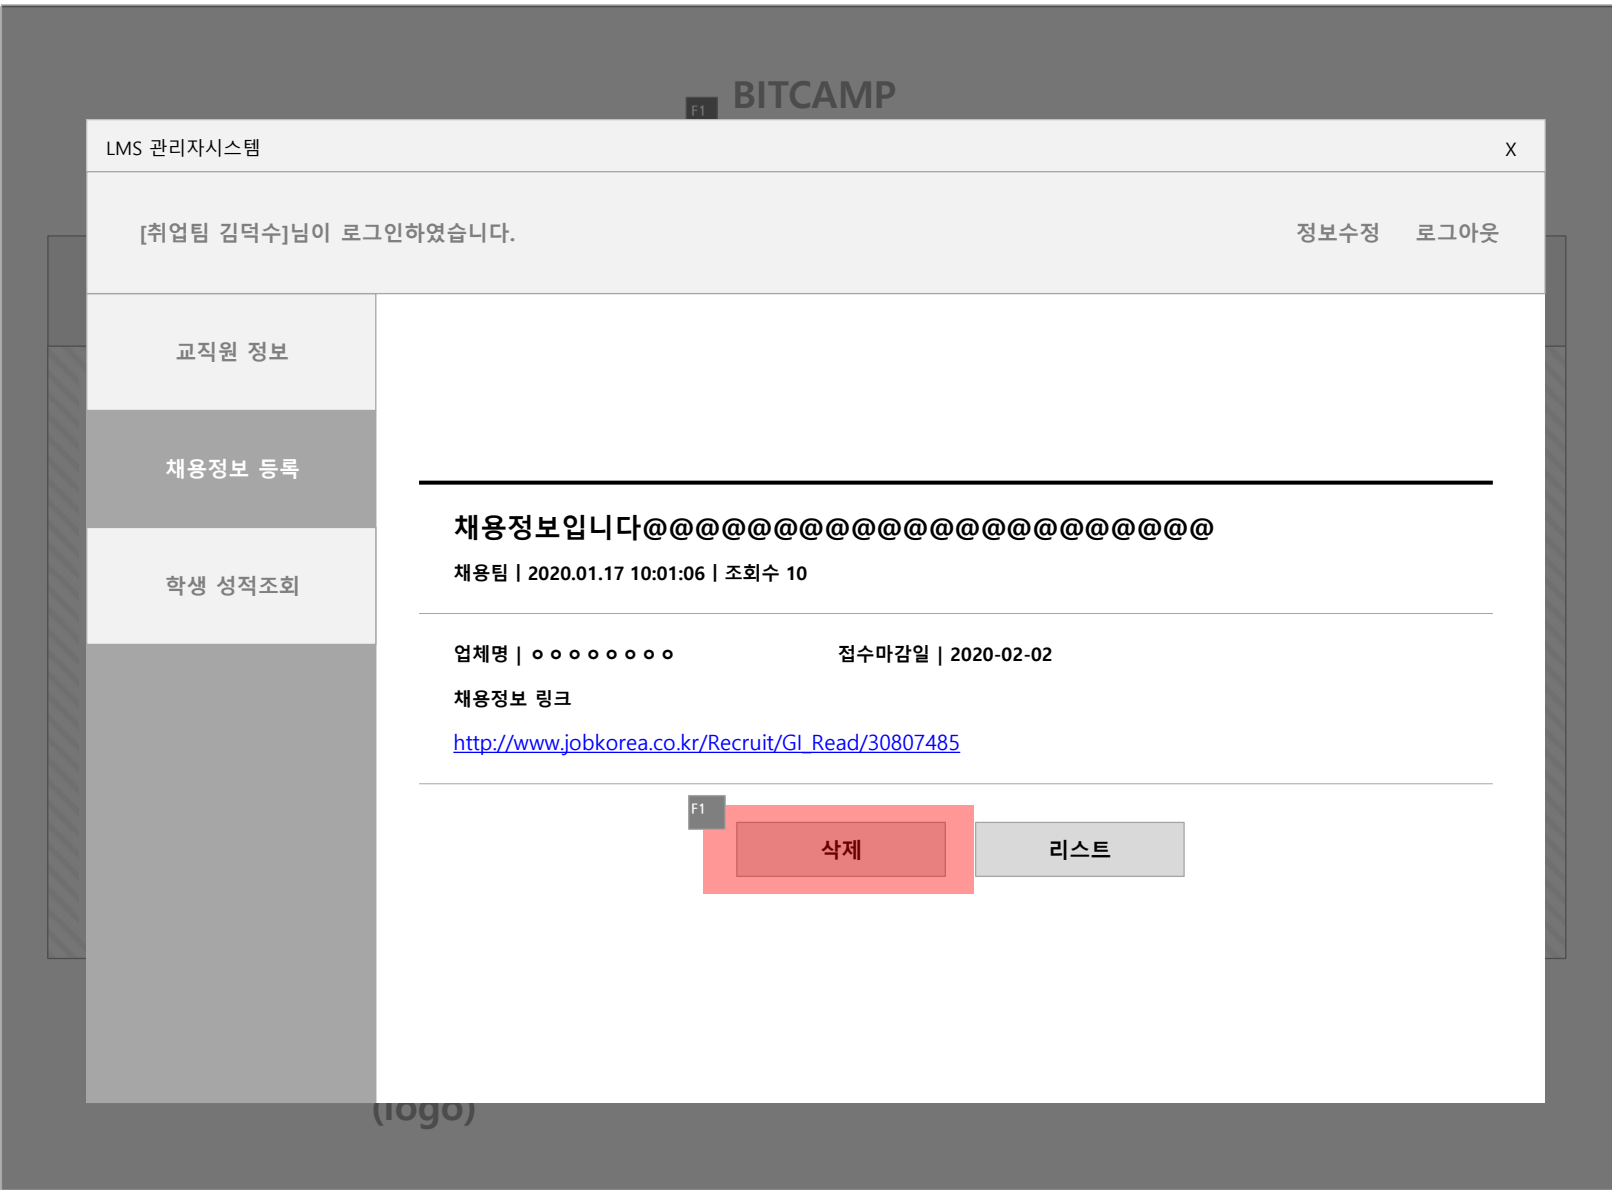 BITCAMP
F1
LMS 관리자시스템
X
[취업팀 김덕수]님이 로그인하였습니다.
정보수정
로그아웃
교직원 정보
채용정보 등록
학생 성적조회
채용정보입니다@@@@@@@@@@@@@@@@@@@@@@
채용팀 | 2020.01.17 10:01:06 | 조회수 10
업체명 | ㅇㅇㅇㅇㅇㅇㅇㅇ
접수마감일 | 2020-02-02
채용정보 링크
http://www.jobkorea.co.kr/Recruit/GI_Read/30807485
F1
삭제
리스트
(logo)